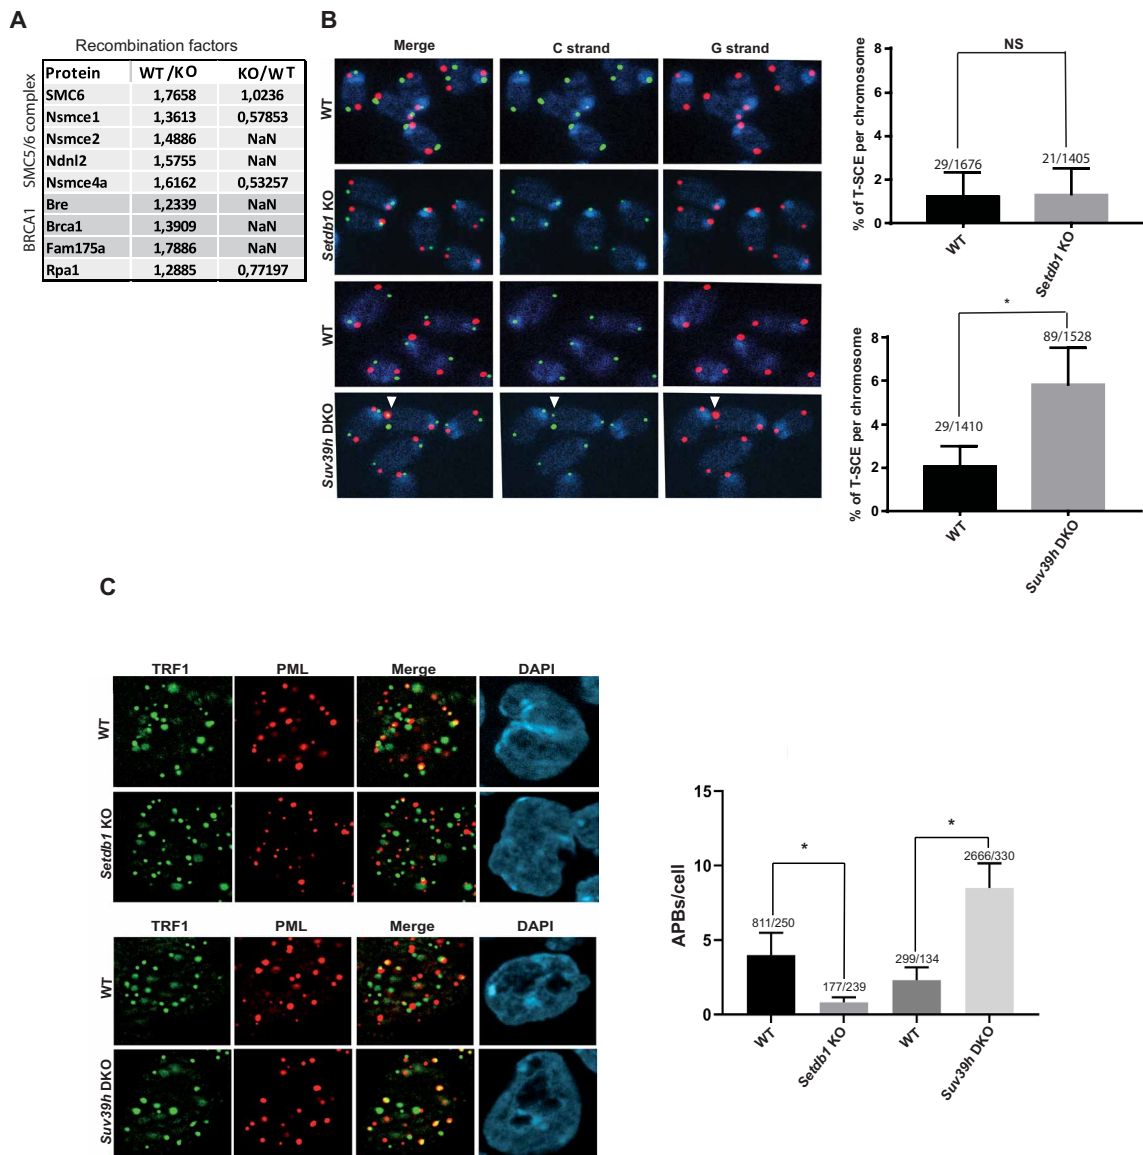 A
Recombination factors
SMC5/6 complex
BRCA1
Protein WT/KO KO/WT
SMC6 1,7658 1,0236
Nsmce1 1,3613 0,57853
Nsmce2 1,4886 NaN
Ndnl2 1,5755 NaN
Nsmce4a 1,6162 0,53257
Bre 1,2339 NaN
Brca1 1,3909 NaN
Fam175a 1,7886 NaN
Rpa1 1,2885 0,77197
B
Merge C strand G strand
WT
Setdb1 KO
WT
Suv39h DKO
% of T-SCE per chromosome
8
6
4
2
0
NS
29/1676
21/1405
WT
Setdb1 KO
% of T-SCE per chromosome
8
6
4
2
0
*
29/1410
89/1528
WT
Suv39h DKO
C
TRF1 PML Merge DAPI
WT
Setdb1 KO
TRF1 PML Merge DAPI
WT
Suv39h DKO
APBs/cell
15
10
5
0
*
*
811/250
177/239
299/134
2666/330
WT
Setdb1 KO
WT
Suv39h DKO